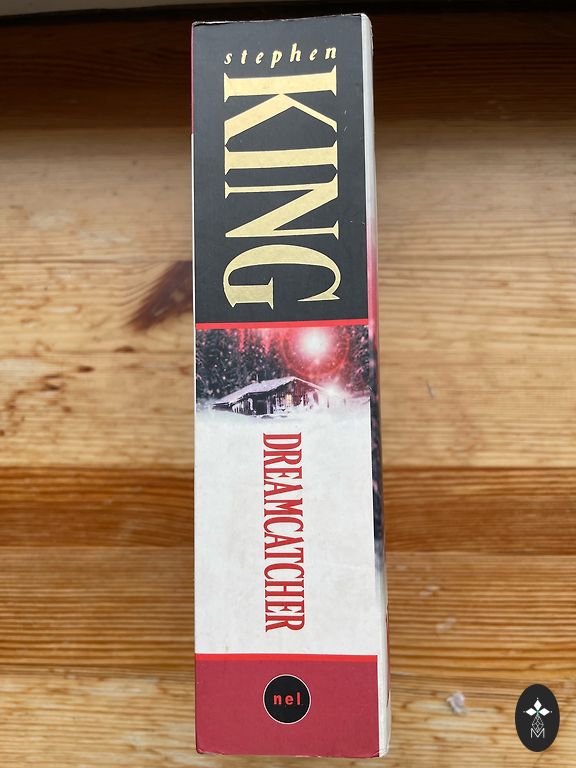 stephen
KING
DREAMCATCHER
nel
M